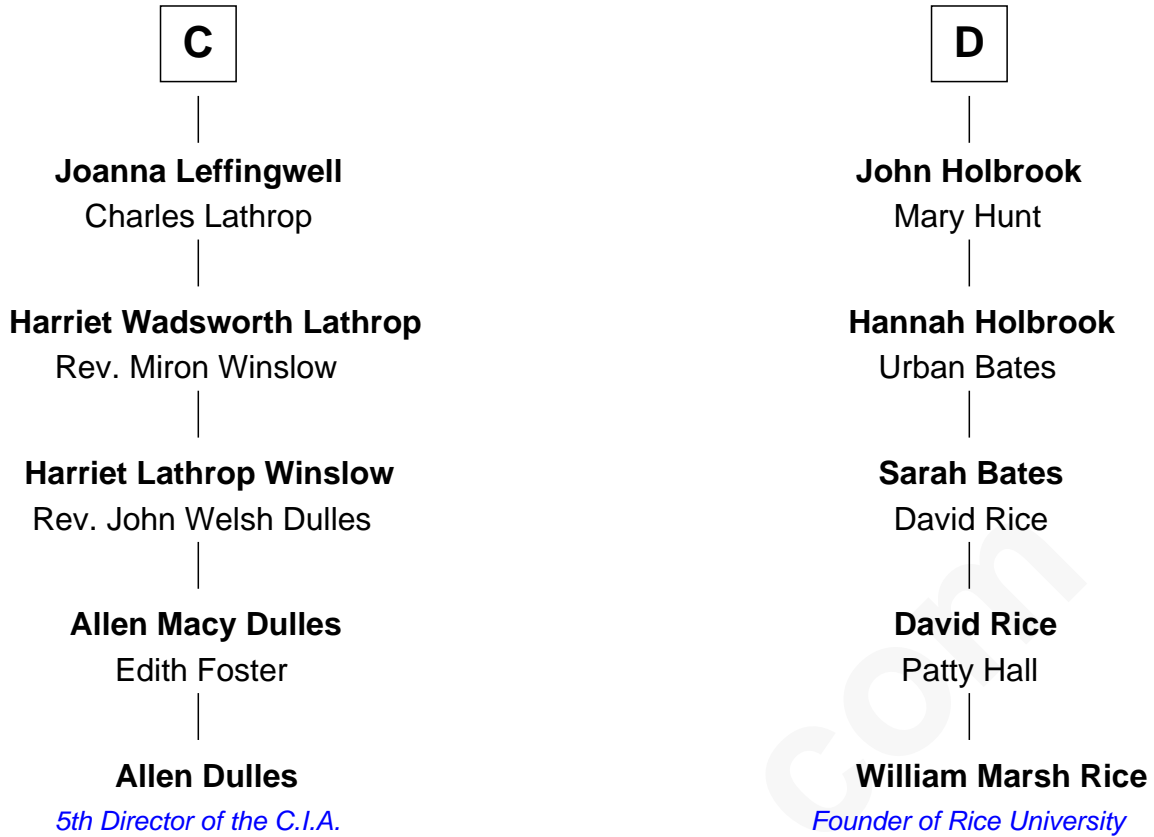 C
Joanna Leffingwell
Charles Lathrop
Harriet Wadsworth Lathrop
Rev. Miron Winslow
Harriet Lathrop Winslow
Rev. John Welsh Dulles
Allen Macy Dulles
Edith Foster
Allen Dulles
5th Director of the C.I.A.
D
John Holbrook
Mary Hunt
Hannah Holbrook
Urban Bates
Sarah Bates
David Rice
David Rice
Patty Hall
William Marsh Rice
Founder of Rice University
com